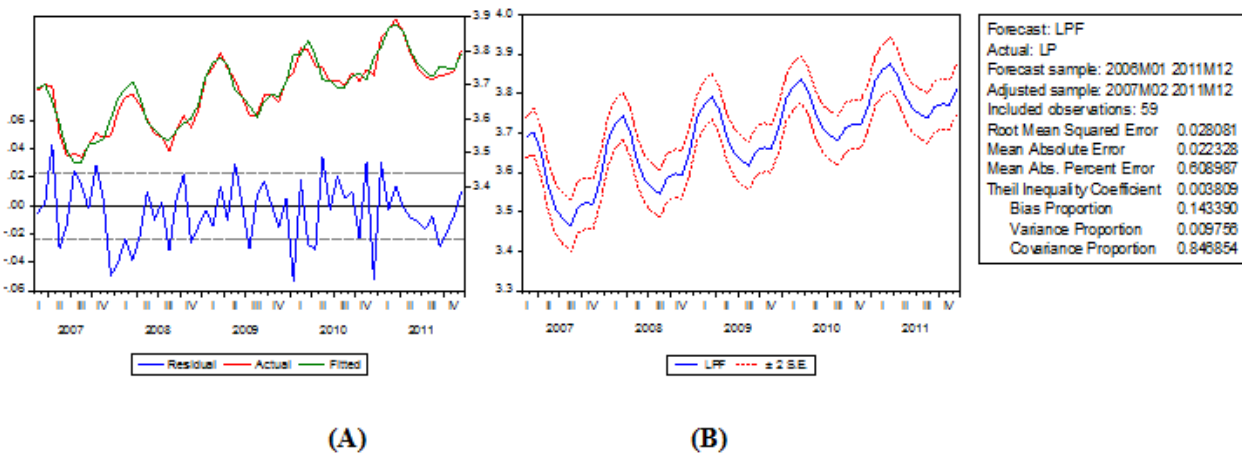 3.9
3.8
3.7
3.6
3.5
3.4
.06
.04
.02
.00
-.02
-.04
-.06
I II III IV I II III IV I II III IV I II III IV I II III IV
2007 2008 2009 2010 2011
Residual Actual Fitted
(A)
4.0
3.9
3.8
3.7
3.6
3.5
3.4
3.3
I II III IV I II III IV I II III IV I II III IV I II III IV
2007 2008 2009 2010 2011
LPF ± 2 S.E.
(B)
Forecast: LPF
Actual: LP
Forecast sample: 2006M01 2011M12
Adjusted sample: 2007M02 2011M12
Included observations: 59
Root Mean Squared Error 0.028081
Mean Absolute Error 0.022328
Mean Abs. Percent Error 0.608987
Theil Inequality Coefficient 0.003809
Bias Proportion 0.143390
Variance Proportion 0.009756
Covariance Proportion 0.846854